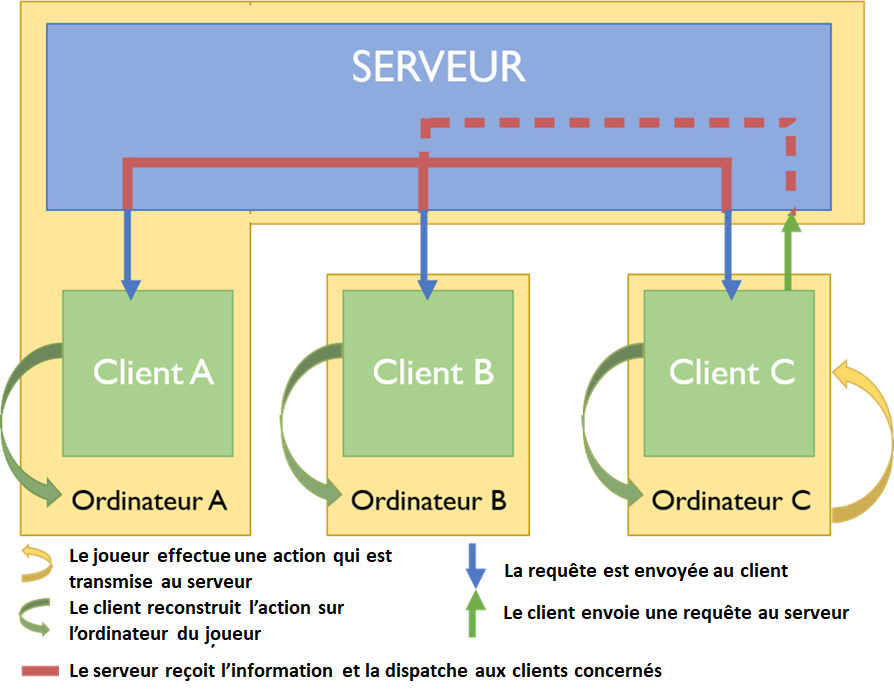 SERVEUR
Client A
Client B
Client C
Ordinateur A
Ordinateur B
Ordinateur C
Le joueur effectue une action qui est
transmise au serveur
Le client reconstruit l'action sur
l'ordinateur du joueur
La requête est envoyée au client
Le client envoie une requête au serveur
Le serveur reçoit l'information et la dispatche aux clients concernés